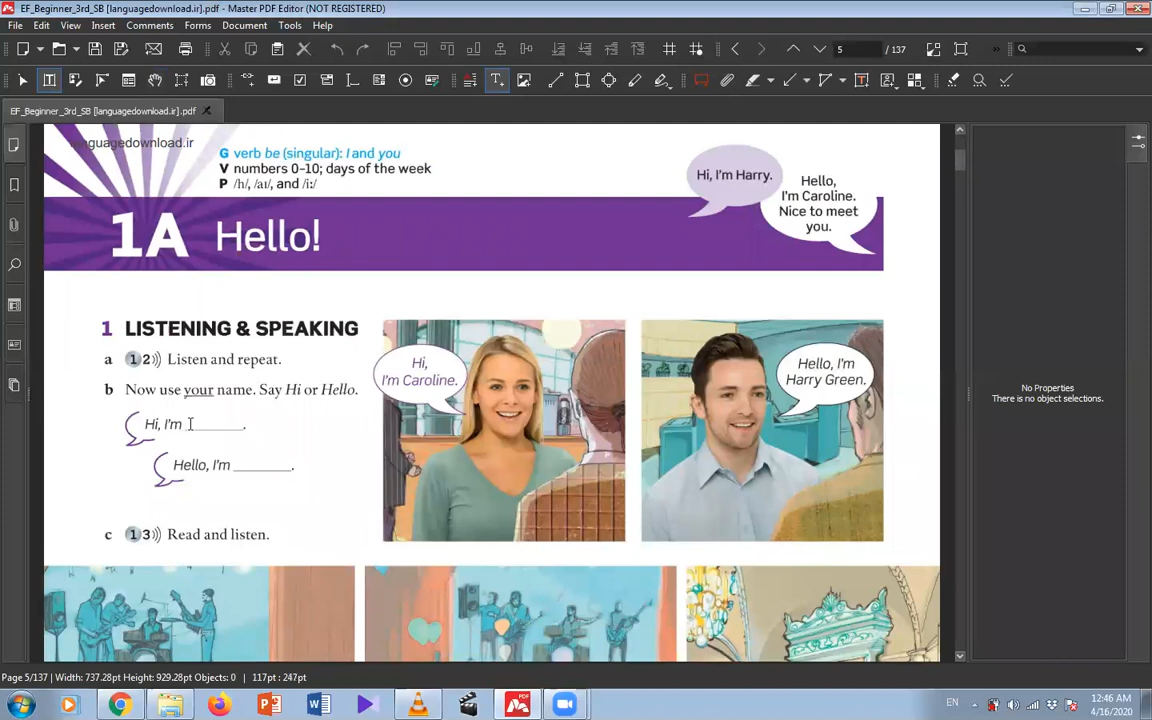 EF_Beginner_3rd_SB [languagedownload.ir].pdf - Master PDF Editor (NOT REGISTERED)
File Edit View Insert Comments Forms Document Tools Help
5 / 137
EF_Beginner_3rd_SB [languagedownload.ir].pdf
languagedownload.ir
G verb be (singular): I and you
V numbers 0–10; days of the week
P /h/, /aɪ/, and /iː/
Hi, I'm Harry.
Hello,
I'm Caroline.
Nice to meet
you.
1A Hello!
1 LISTENING & SPEAKING
a 1 2))) Listen and repeat.
b Now use your name. Say Hi or Hello.
Hi, I'm ________.
Hello, I'm ________.
c 1 3))) Read and listen.
Hi,
I'm Caroline.
Hello, I'm
Harry Green.
No Properties
There is no object selections.
Page 5/137 | Width: 737.28pt Height: 929.28pt Objects: 0 | 117pt : 247pt
EN
12:46 AM
4/16/2020